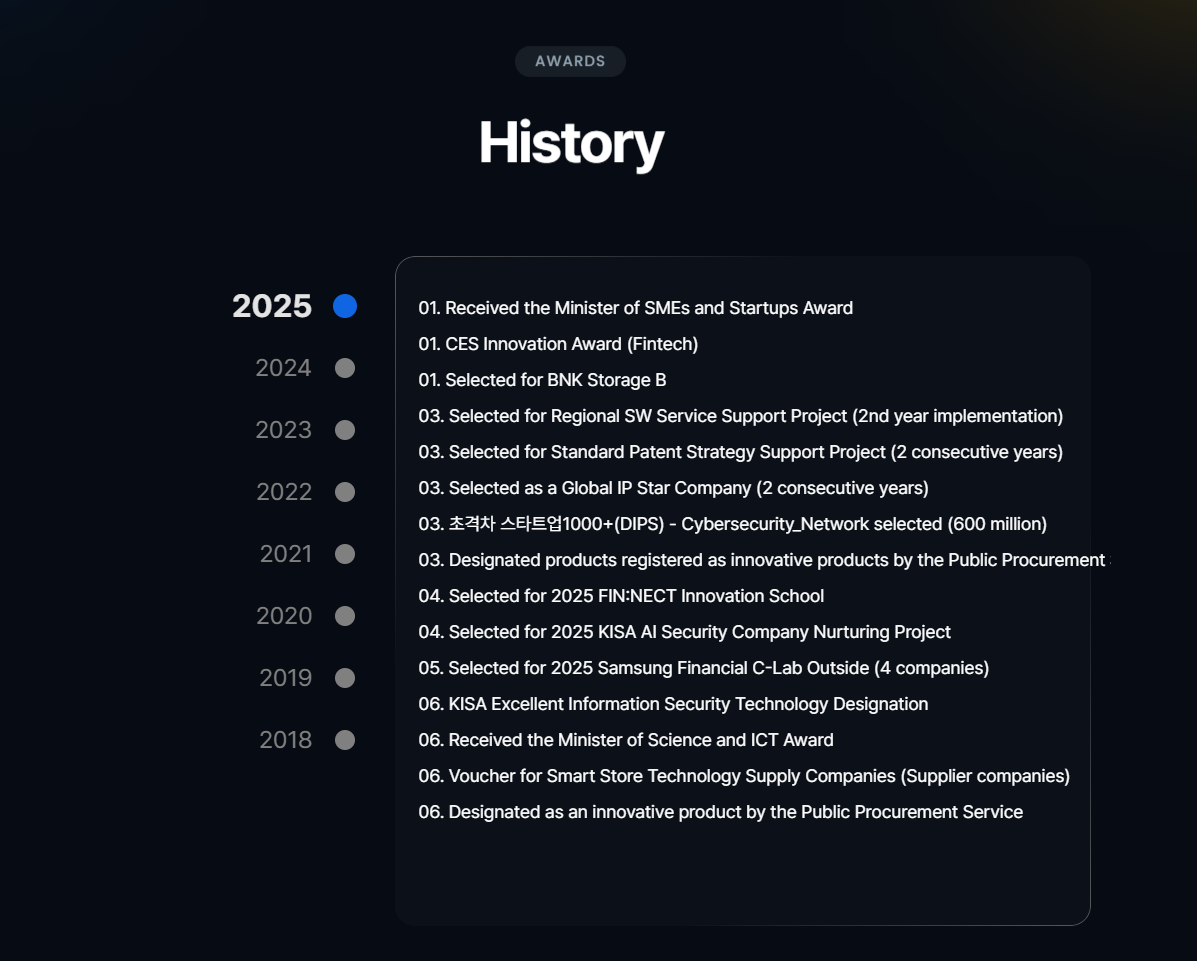 AWARDS
History
2025
2024
2023
2022
2021
2020
2019
2018
01. Received the Minister of SMEs and Startups Award
01. CES Innovation Award (Fintech)
01. Selected for BNK Storage B
03. Selected for Regional SW Service Support Project (2nd year implementation)
03. Selected for Standard Patent Strategy Support Project (2 consecutive years)
03. Selected as a Global IP Star Company (2 consecutive years)
03. 초격차 스타트업1000+(DIPS) - Cybersecurity_Network selected (600 million)
03. Designated products registered as innovative products by the Public Procurement
04. Selected for 2025 FIN:NECT Innovation School
04. Selected for 2025 KISA AI Security Company Nurturing Project
05. Selected for 2025 Samsung Financial C-Lab Outside (4 companies)
06. KISA Excellent Information Security Technology Designation
06. Received the Minister of Science and ICT Award
06. Voucher for Smart Store Technology Supply Companies (Supplier companies)
06. Designated as an innovative product by the Public Procurement Service